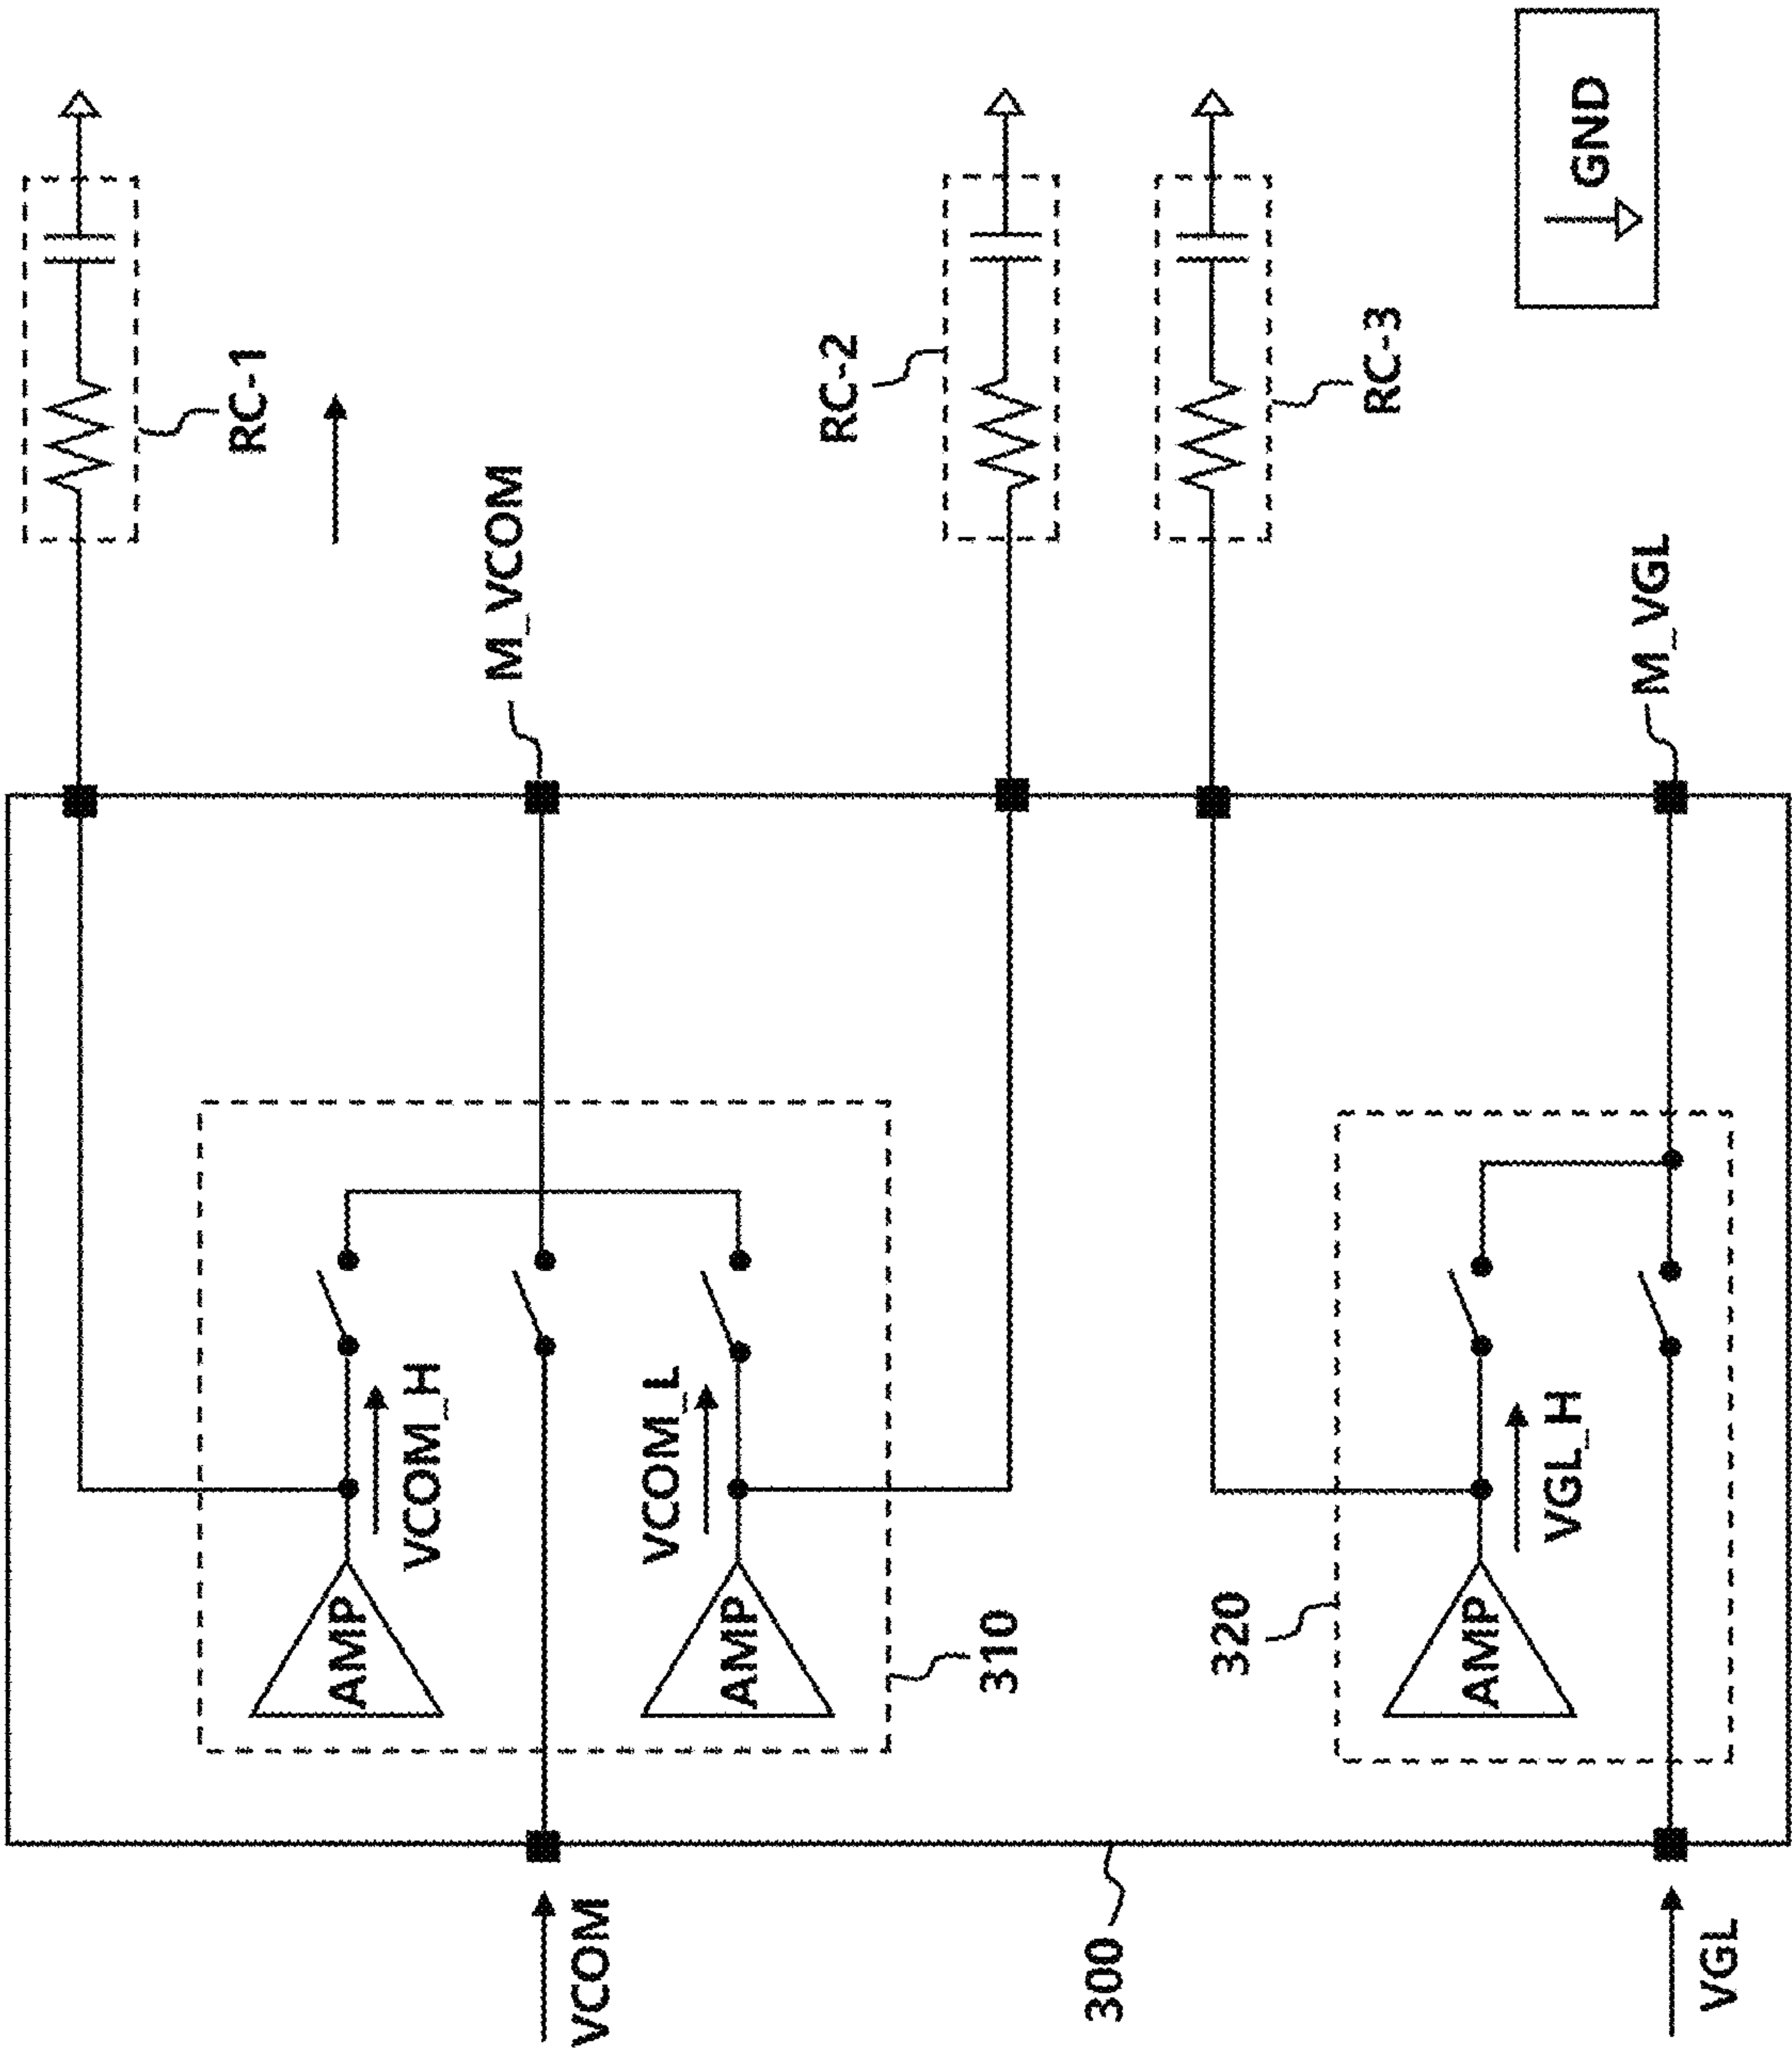 RC-1
M_VCOM
VCOM_H
AMP
VCOM
VCOM_L
AMP
310
RC-2
300
RC-3
320
AMP
VGL_H
M_VGL
VGL
GND